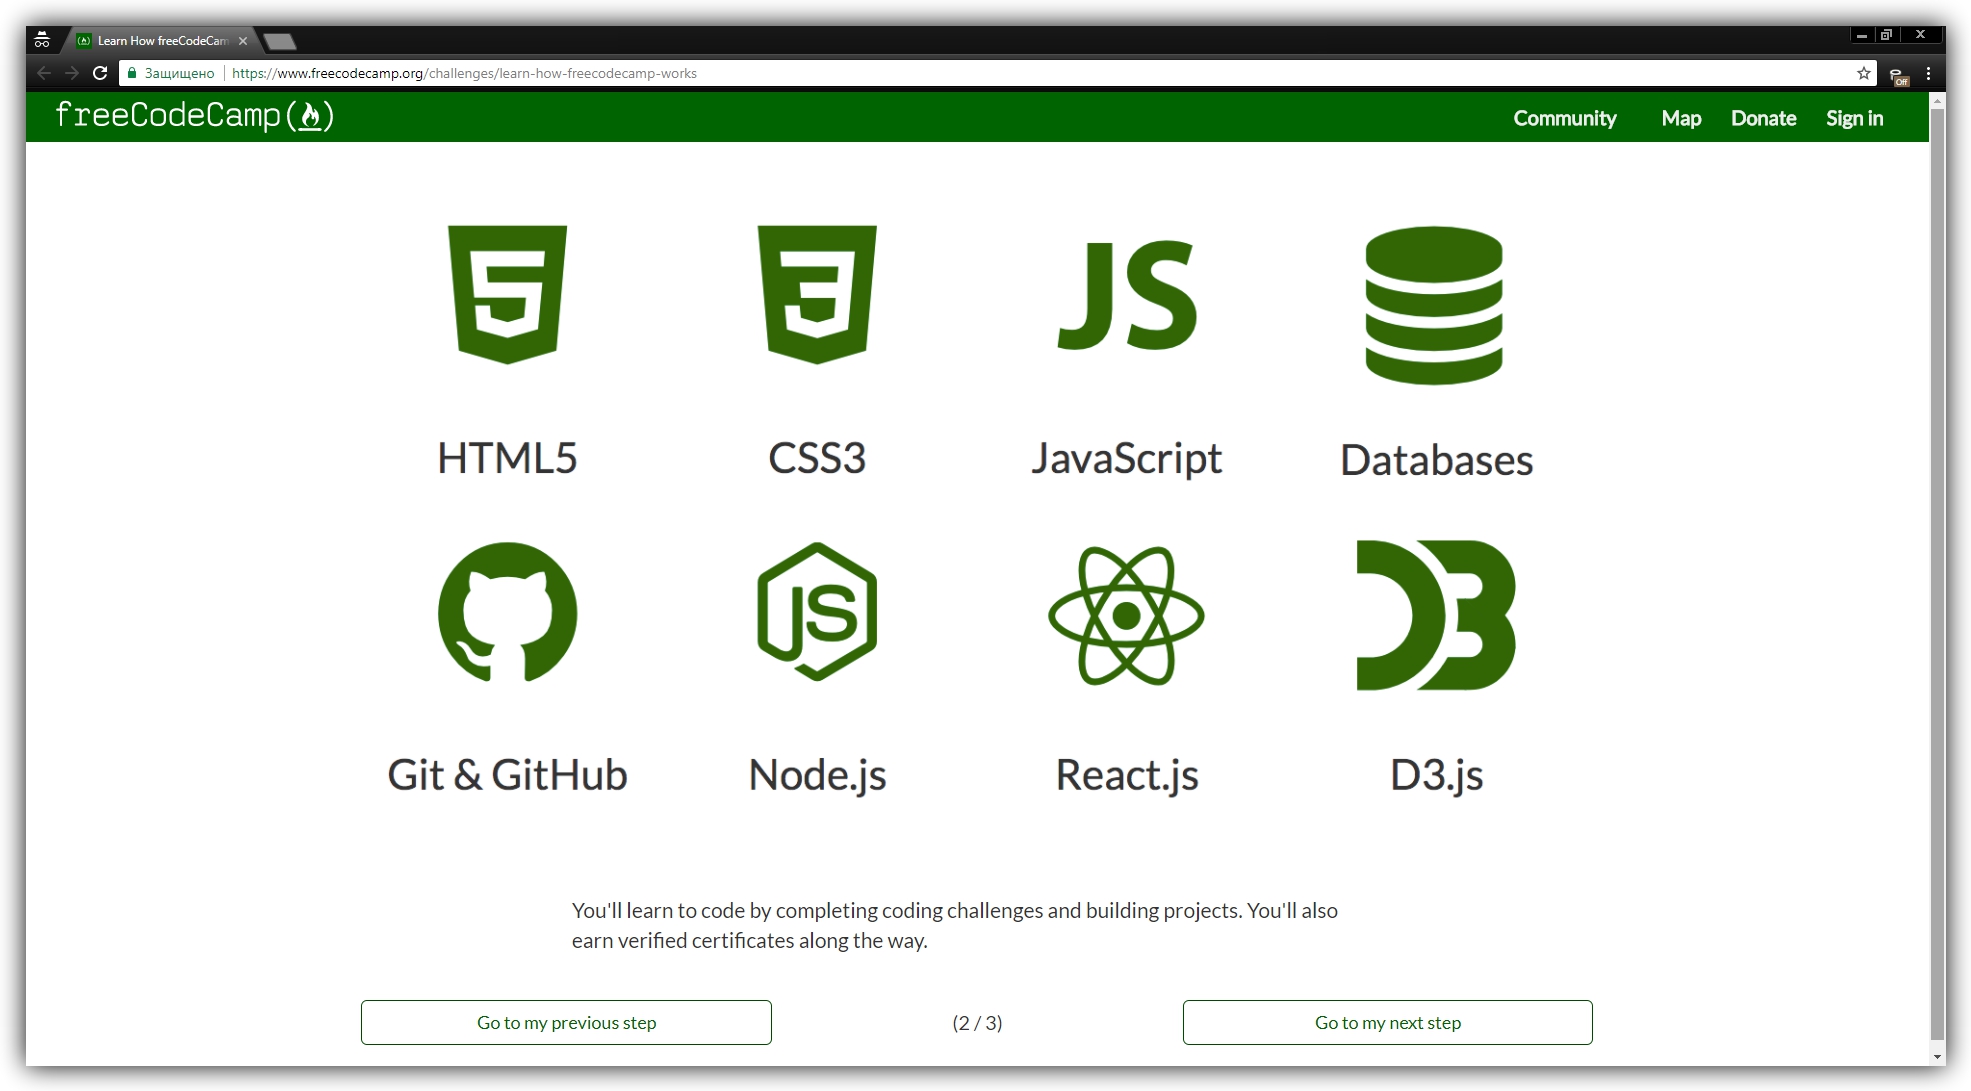 Learn How freeCodeCam
Защищено https://www.freecodecamp.org/challenges/learn-how-freecodecamp-works
Off
freeCodeCamp( )
Community Map Donate Sign in
JS
HTML5 CSS3 JavaScript Databases
JS D3
Git & GitHub Node.js React.js D3.js
You'll learn to code by completing coding challenges and building projects. You'll also
earn verified certificates along the way.
Go to my previous step (2 / 3) Go to my next step